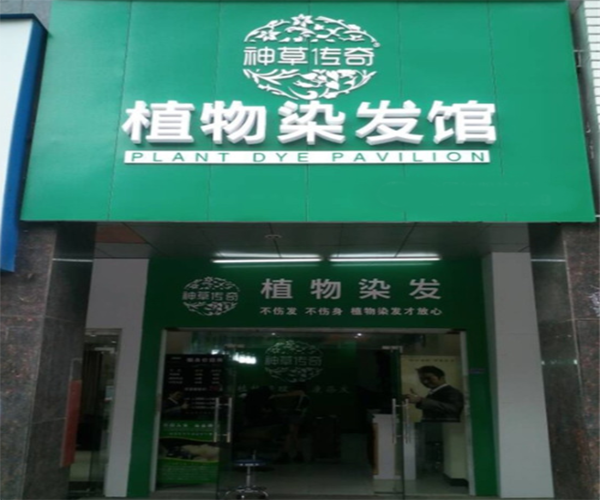 神草传奇®
植物染发馆
PLANT DYE PAVILION
神草传奇
植物染发
不伤发 不伤身 植物染发才放心
神草传奇